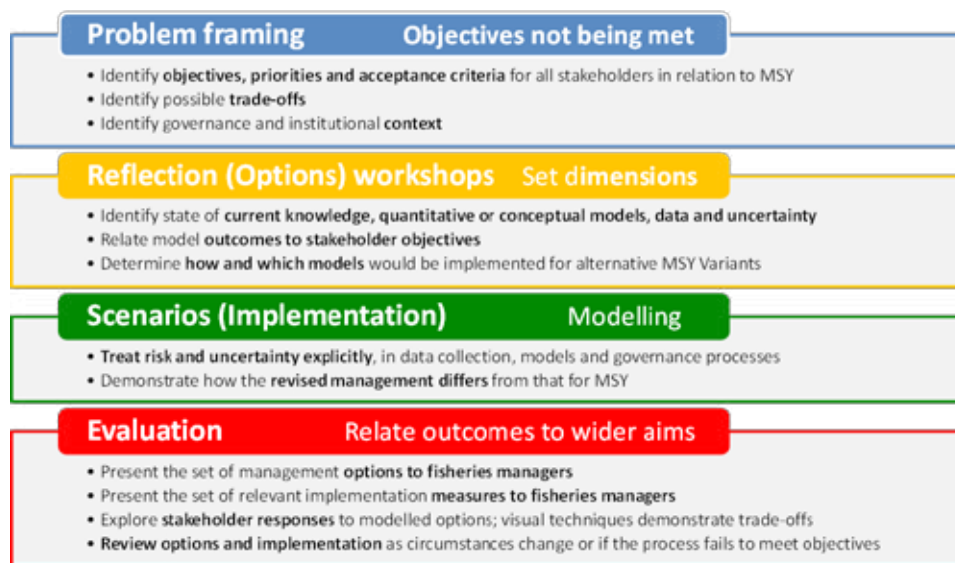 Problem framing Objectives not being met
• Identify objectives, priorities and acceptance criteria for all stakeholders in relation to MSY
• Identify possible trade-offs
• Identify governance and institutional context
Reflection (Options) workshops Set dimensions
• Identify state of current knowledge, quantitative or conceptual models, data and uncertainty
• Relate model outcomes to stakeholder objectives
• Determine how and which models would be implemented for alternative MSY Variants
Scenarios (Implementation) Modelling
• Treat risk and uncertainty explicitly, in data collection, models and governance processes
• Demonstrate how the revised management differs from that for MSY
Evaluation Relate outcomes to wider aims
• Present the set of management options to fisheries managers
• Present the set of relevant implementation measures to fisheries managers
• Explore stakeholder responses to modelled options; visual techniques demonstrate trade-offs
• Review options and implementation as circumstances change or if the process fails to meet objectives